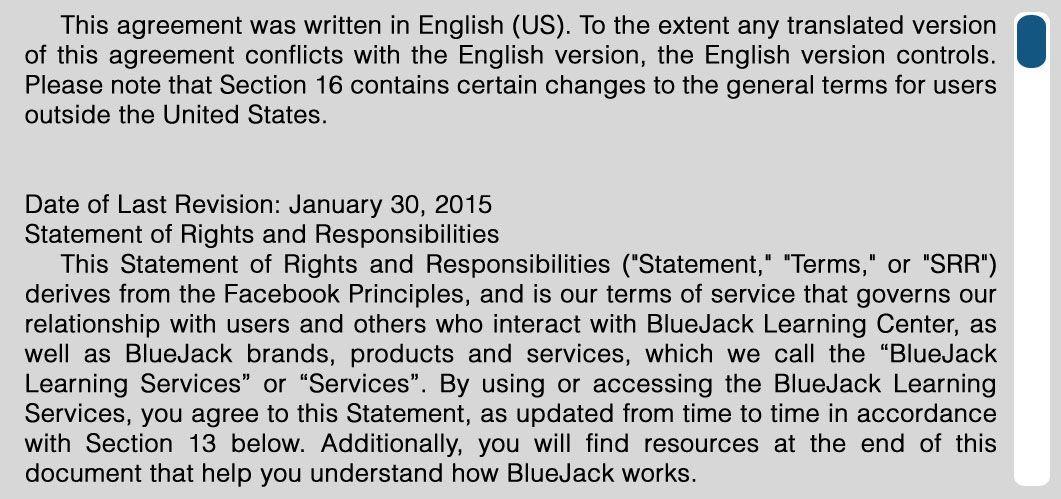 This agreement was written in English (US). To the extent any translated version
of this agreement conflicts with the English version, the English version controls.
Please note that Section 16 contains certain changes to the general terms for users
outside the United States.
Date of Last Revision: January 30, 2015
Statement of Rights and Responsibilities
This Statement of Rights and Responsibilities ("Statement," "Terms," or "SRR")
derives from the Facebook Principles, and is our terms of service that governs our
relationship with users and others who interact with BlueJack Learning Center, as
well as BlueJack brands, products and services, which we call the “BlueJack
Learning Services” or “Services”. By using or accessing the BlueJack Learning
Services, you agree to this Statement, as updated from time to time in accordance
with Section 13 below. Additionally, you will find resources at the end of this
document that help you understand how BlueJack works.